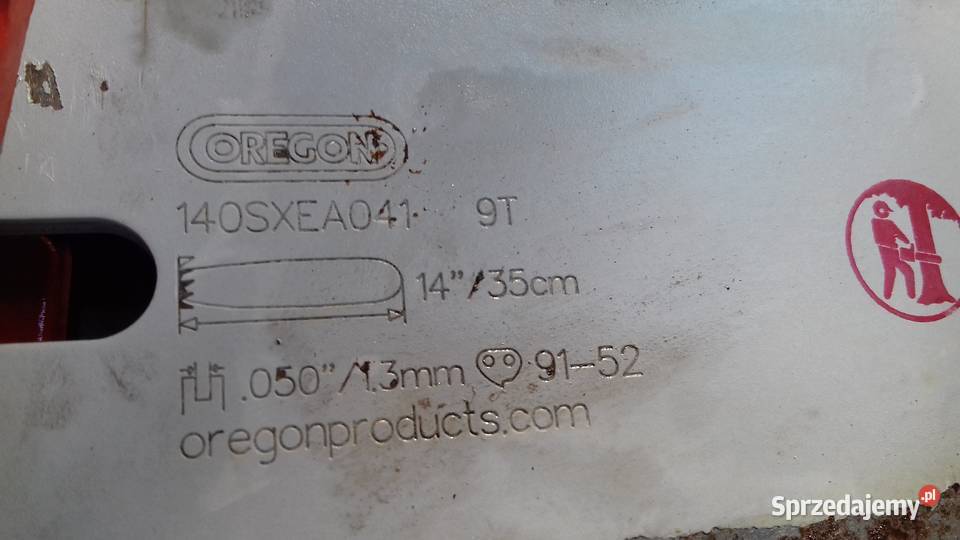 OREGON
140SXEA041 9T
14"/35cm
.050"/1.3mm 91-52
oregonproducts.com
Sprzedajemy.pl